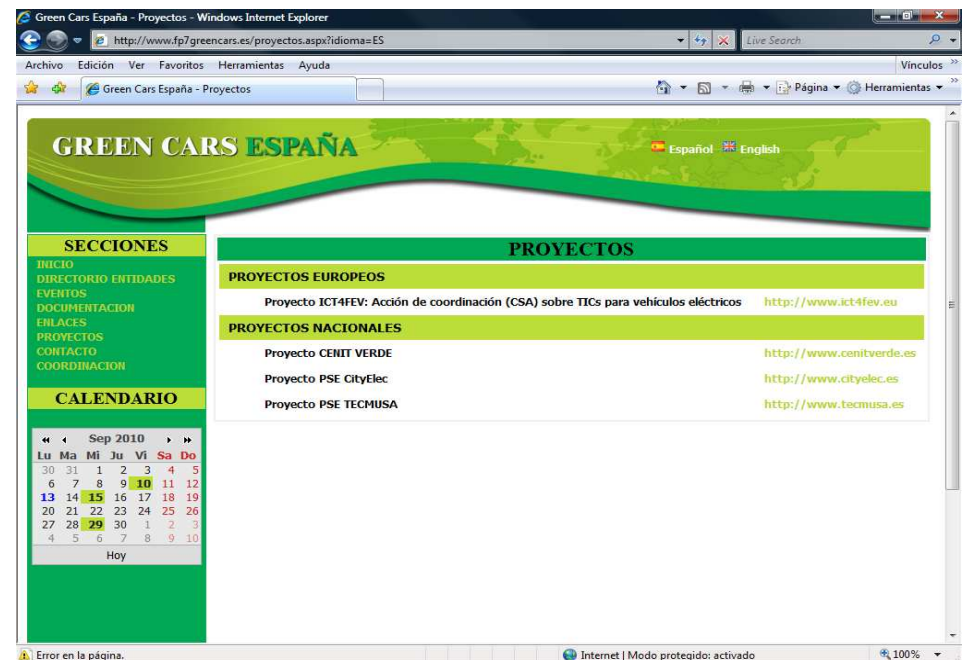 Green Cars España - Proyectos - Windows Internet Explorer
http://www.fp7greencars.es/proyectos.aspx?idioma=ES
Live Search
Archivo Edición Ver Favoritos Herramientas Ayuda
Vínculos
Green Cars España - Proyectos
Página Herramientas
GREEN CARS ESPAÑA
Español English
SECCIONES
INICIO
DIRECTORIO ENTIDADES
EVENTOS
DOCUMENTACION
ENLACES
PROYECTOS
CONTACTO
COORDINACION
CALENDARIO
Sep 2010
Lu Ma Mi Ju Vi Sa Do
30 31 1 2 3 4 5
6 7 8 9 10 11 12
13 14 15 16 17 18 19
20 21 22 23 24 25 26
27 28 29 30 1 2 3
4 5 6 7 8 9 10
Hoy
PROYECTOS
PROYECTOS EUROPEOS
Proyecto ICT4FEV: Acción de coordinación (CSA) sobre TICs para vehículos eléctricos http://www.ict4fev.eu
PROYECTOS NACIONALES
Proyecto CENIT VERDE http://www.cenitverde.es
Proyecto PSE CityElec http://www.cityelec.es
Proyecto PSE TECMUSA http://www.tecmusa.es
Error en la página.
Internet | Modo protegido: activado
100%